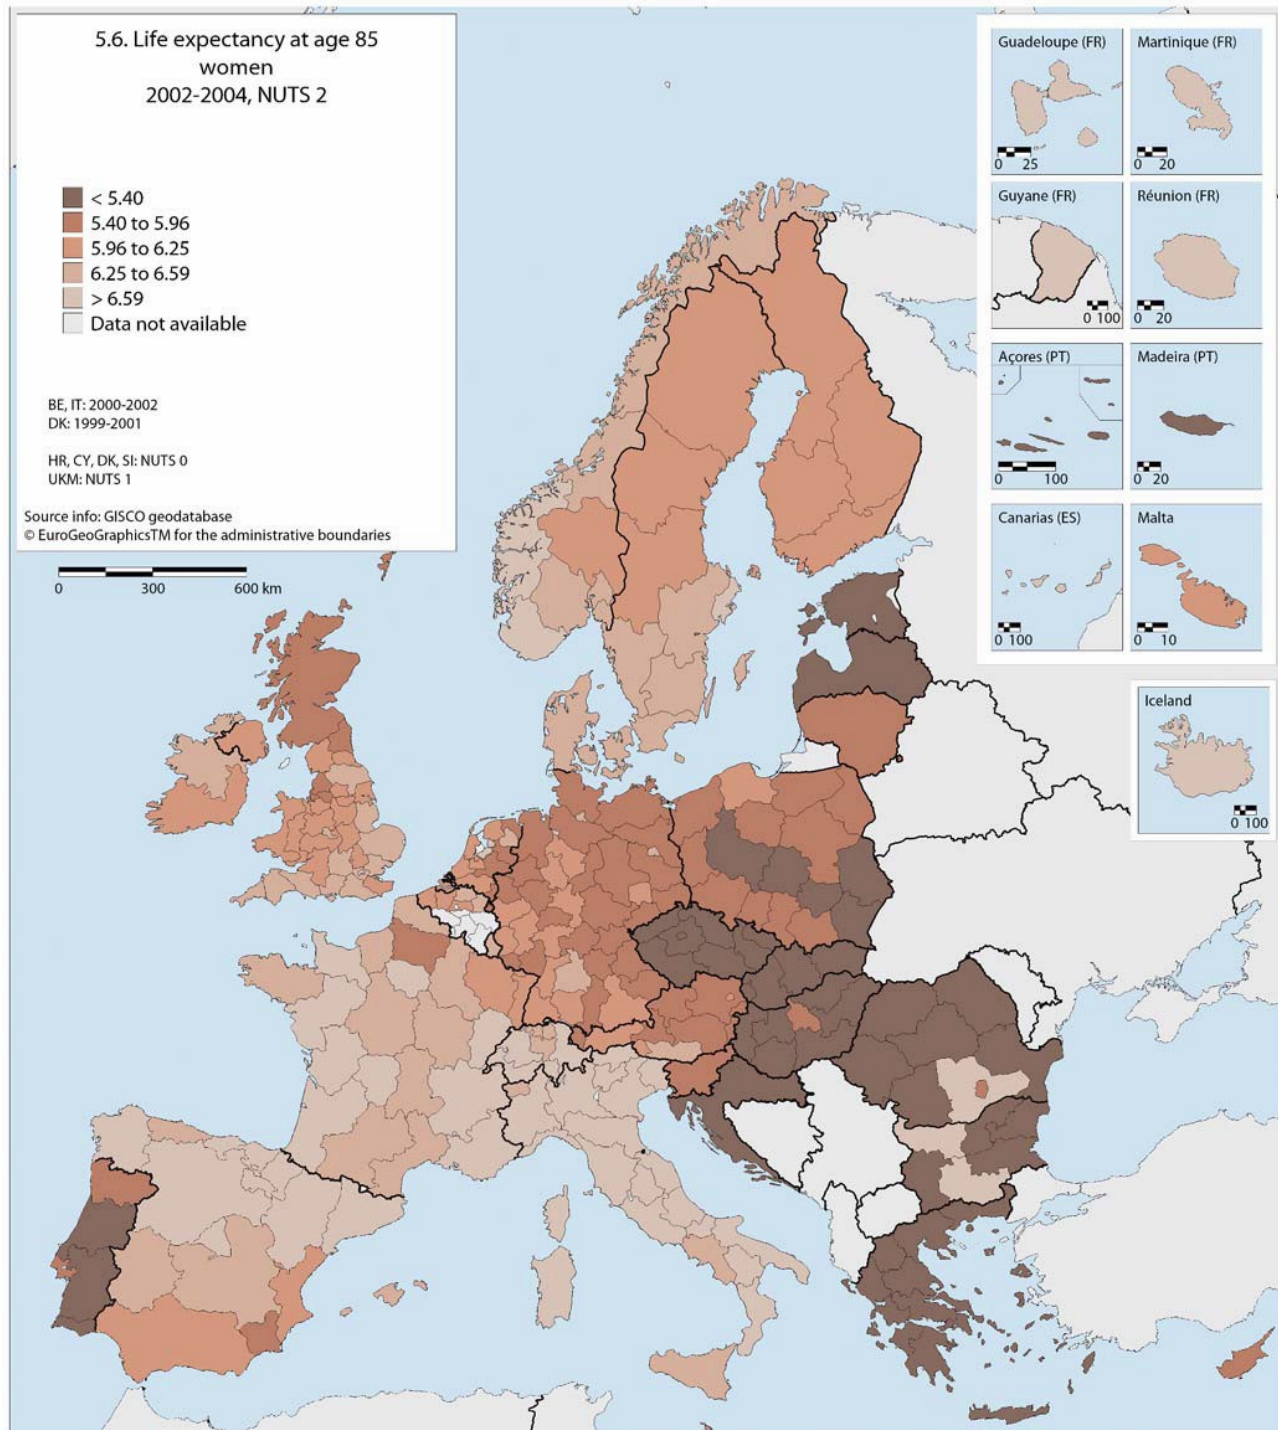 5.6. Life expectancy at age 85
women
2002-2004, NUTS 2
< 5.40
5.40 to 5.96
5.96 to 6.25
6.25 to 6.59
> 6.59
Data not available
BE, IT: 2000-2002
DK: 1999-2001
HR, CY, DK, SI: NUTS 0
UKM: NUTS 1
Source info: GISCO geodatabase
© EuroGeoGraphicsTM for the administrative boundaries
0 300 600 km
Guadeloupe (FR)
0 25
Martinique (FR)
0 20
Guyane (FR)
0 100
Réunion (FR)
0 20
Açores (PT)
0 100
Madeira (PT)
0 20
Canarias (ES)
0 100
Malta
0 10
Iceland
0 100